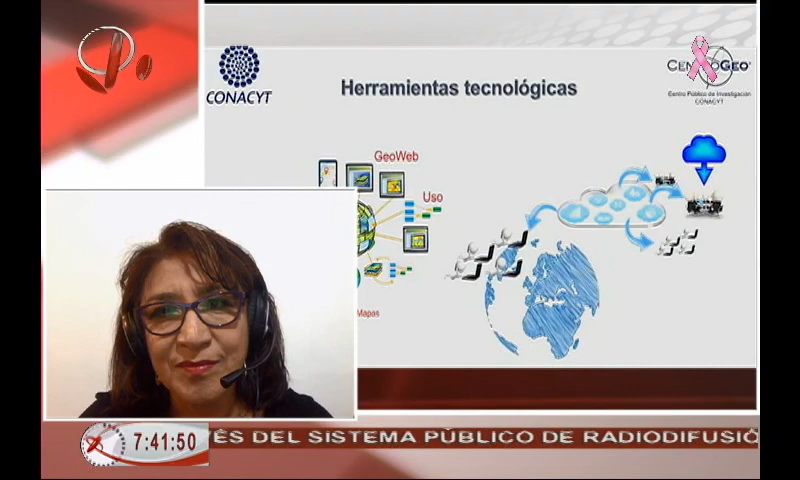 CONACYT
Herramientas tecnológicas
CENTROGEO
Centro Público de Investigación
CONACYT
GeoWeb
Uso
Mapas
7:41:50
VÉS DEL SISTEMA PÚBLICO DE RADIODIFUSIÓ